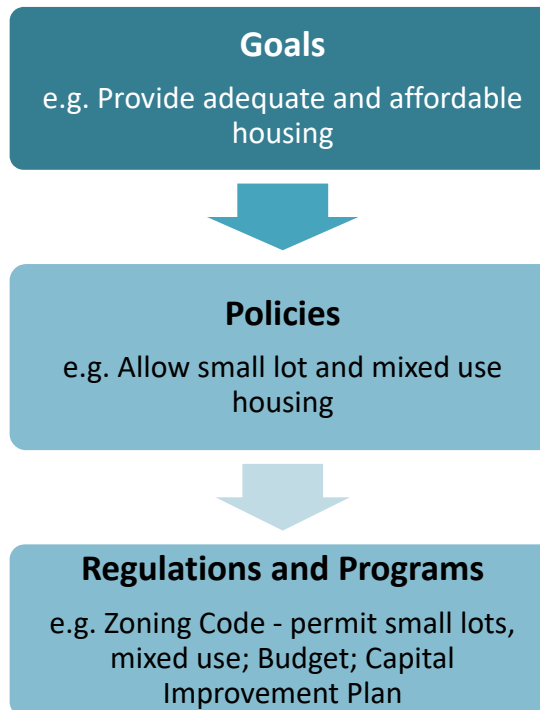 Goals
e.g. Provide adequate and affordable
housing
Policies
e.g. Allow small lot and mixed use
housing
Regulations and Programs
e.g. Zoning Code - permit small lots,
mixed use; Budget; Capital
Improvement Plan